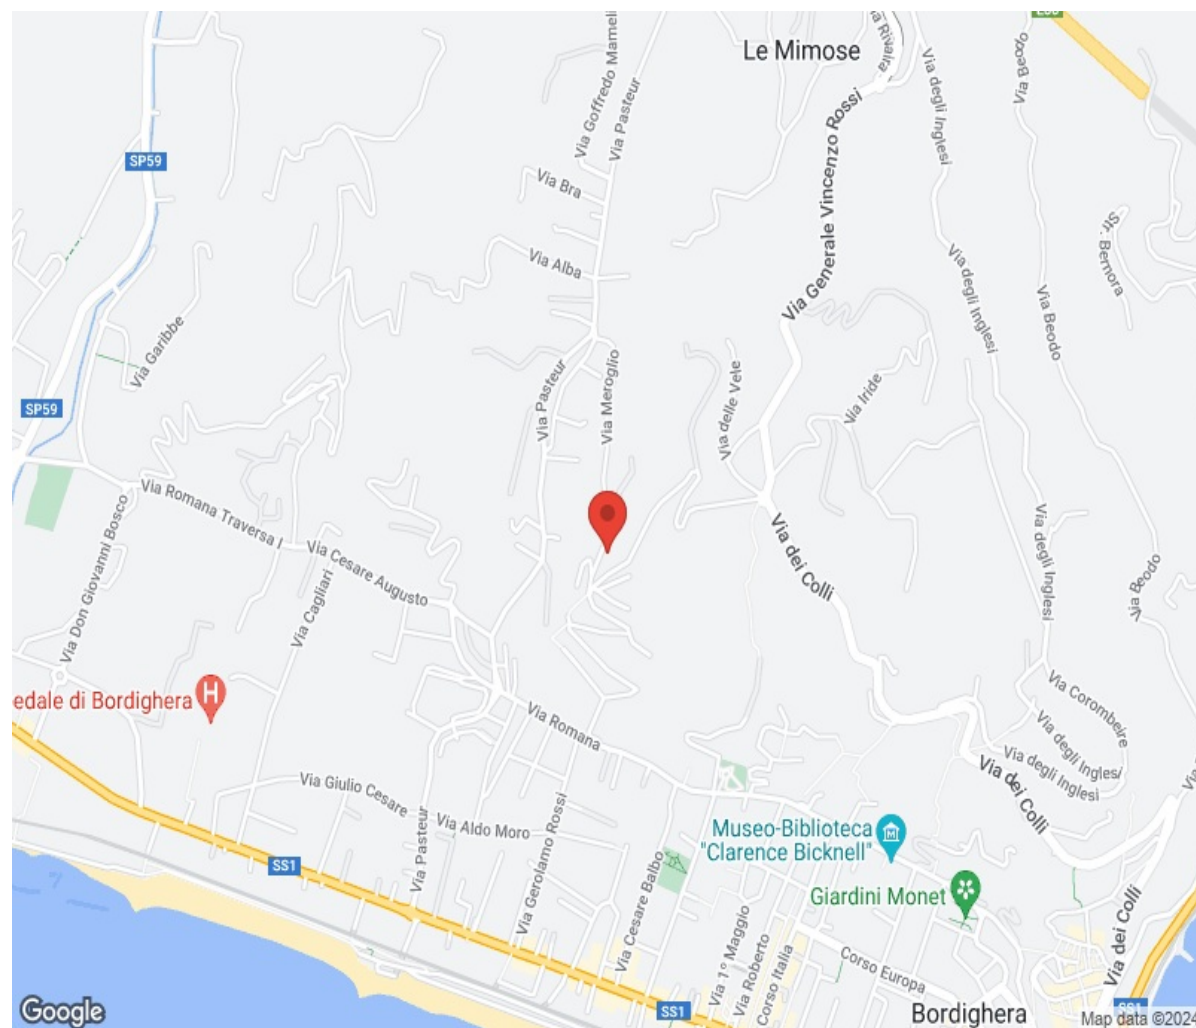 E80
Le Mimose
Via Rivaira
Via Goffredo Mameli
Via Pasteur
Via degli Inglesi
Via Beodo
Via Generale Vincenzo Rossi
SP59
Via Bra
Str. Bernora
Via Alba
Via degli Inglesi
Via Beodo
Via Garibbe
Via Pasteur
Via Meroglio
Via delle Vele
Via Iride
SP59
Via Romana Traversa I
Via Don Giovanni Bosco
Via Cesare Augusto
Via Cagliari
Via dei Colli
Via degli Inglesi
Via Beodo
H
edale di Bordighera
Via Romana
Via Corombeire
Via degli Inglesi
Via degli Inglesi
Via dei Colli
Via Giulio Cesare
Via Aldo Moro
Via Pasteur
Via Gerolamo Rossi
SS1
Museo-Biblioteca
"Clarence Bicknell"
M
Via Cesare Balbo
Giardini Monet
Via 1° Maggio
Via Roberto
Corso Italia
Corso Europa
Via dei Colli
Bordighera
SS1
SS1
Google
Map data ©2024